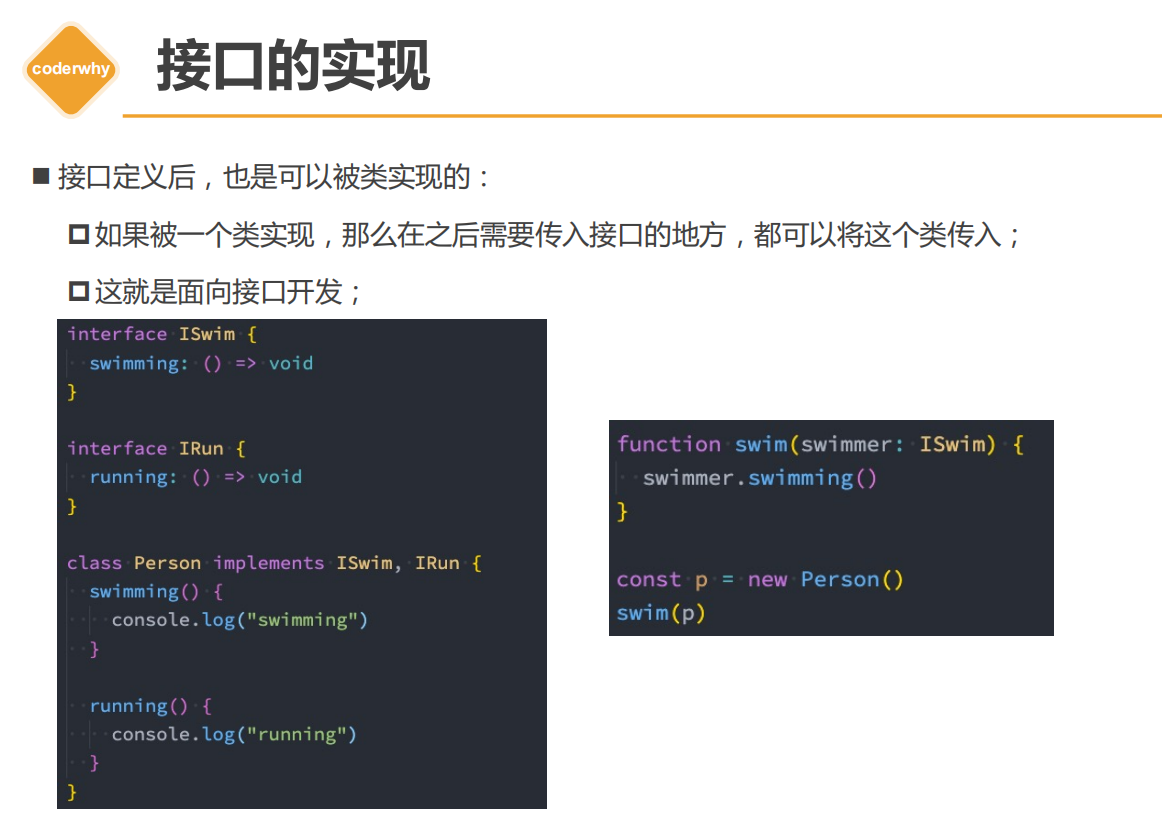 coderwhy
接口的实现
接口定义后，也是可以被类实现的：
如果被一个类实现，那么在之后需要传入接口的地方，都可以将这个类传入；
这就是面向接口开发；
interface ISwim {
  swimming: () => void
}
interface IRun {
  running: () => void
}
class Person implements ISwim, IRun {
  swimming() {
    console.log("swimming")
  }
  running() {
    console.log("running")
  }
}
function swim(swimmer: ISwim) {
  swimmer.swimming()
}
const p = new Person()
swim(p)